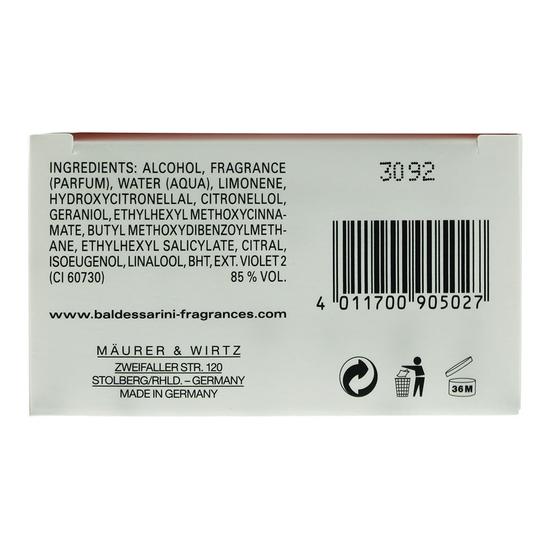 INGREDIENTS: ALCOHOL, FRAGRANCE
(PARFUM), WATER (AQUA), LIMONENE,
HYDROXYCITRONELLAL, CITRONELLOL,
GERANIOL, ETHYLHEXYL METHOXYCINNA-
MATE, BUTYL METHOXYDIBENZOYLMETH-
ANE, ETHYLHEXYL SALICYLATE, CITRAL,
ISOEUGENOL, LINALOOL, BHT, EXT. VIOLET 2
(CI 60730) 85 % VOL.
www.baldessarini-fragrances.com
MÄURER & WIRTZ
ZWEIFALLER STR. 120
STOLBERG/RHLD. – GERMANY
MADE IN GERMANY
3092
4 011700 905027
36M